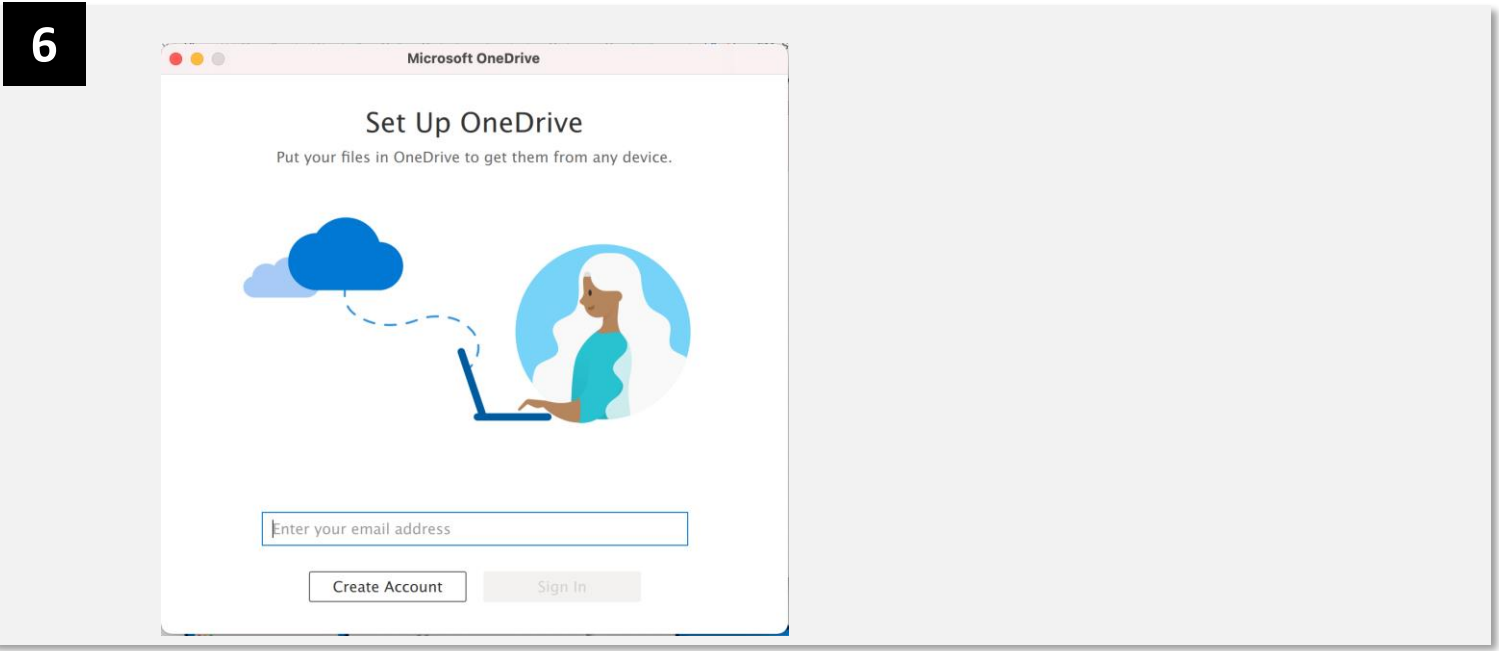 6
Microsoft OneDrive
Set Up OneDrive
Put your files in OneDrive to get them from any device.
Enter your email address
Create Account
Sign In